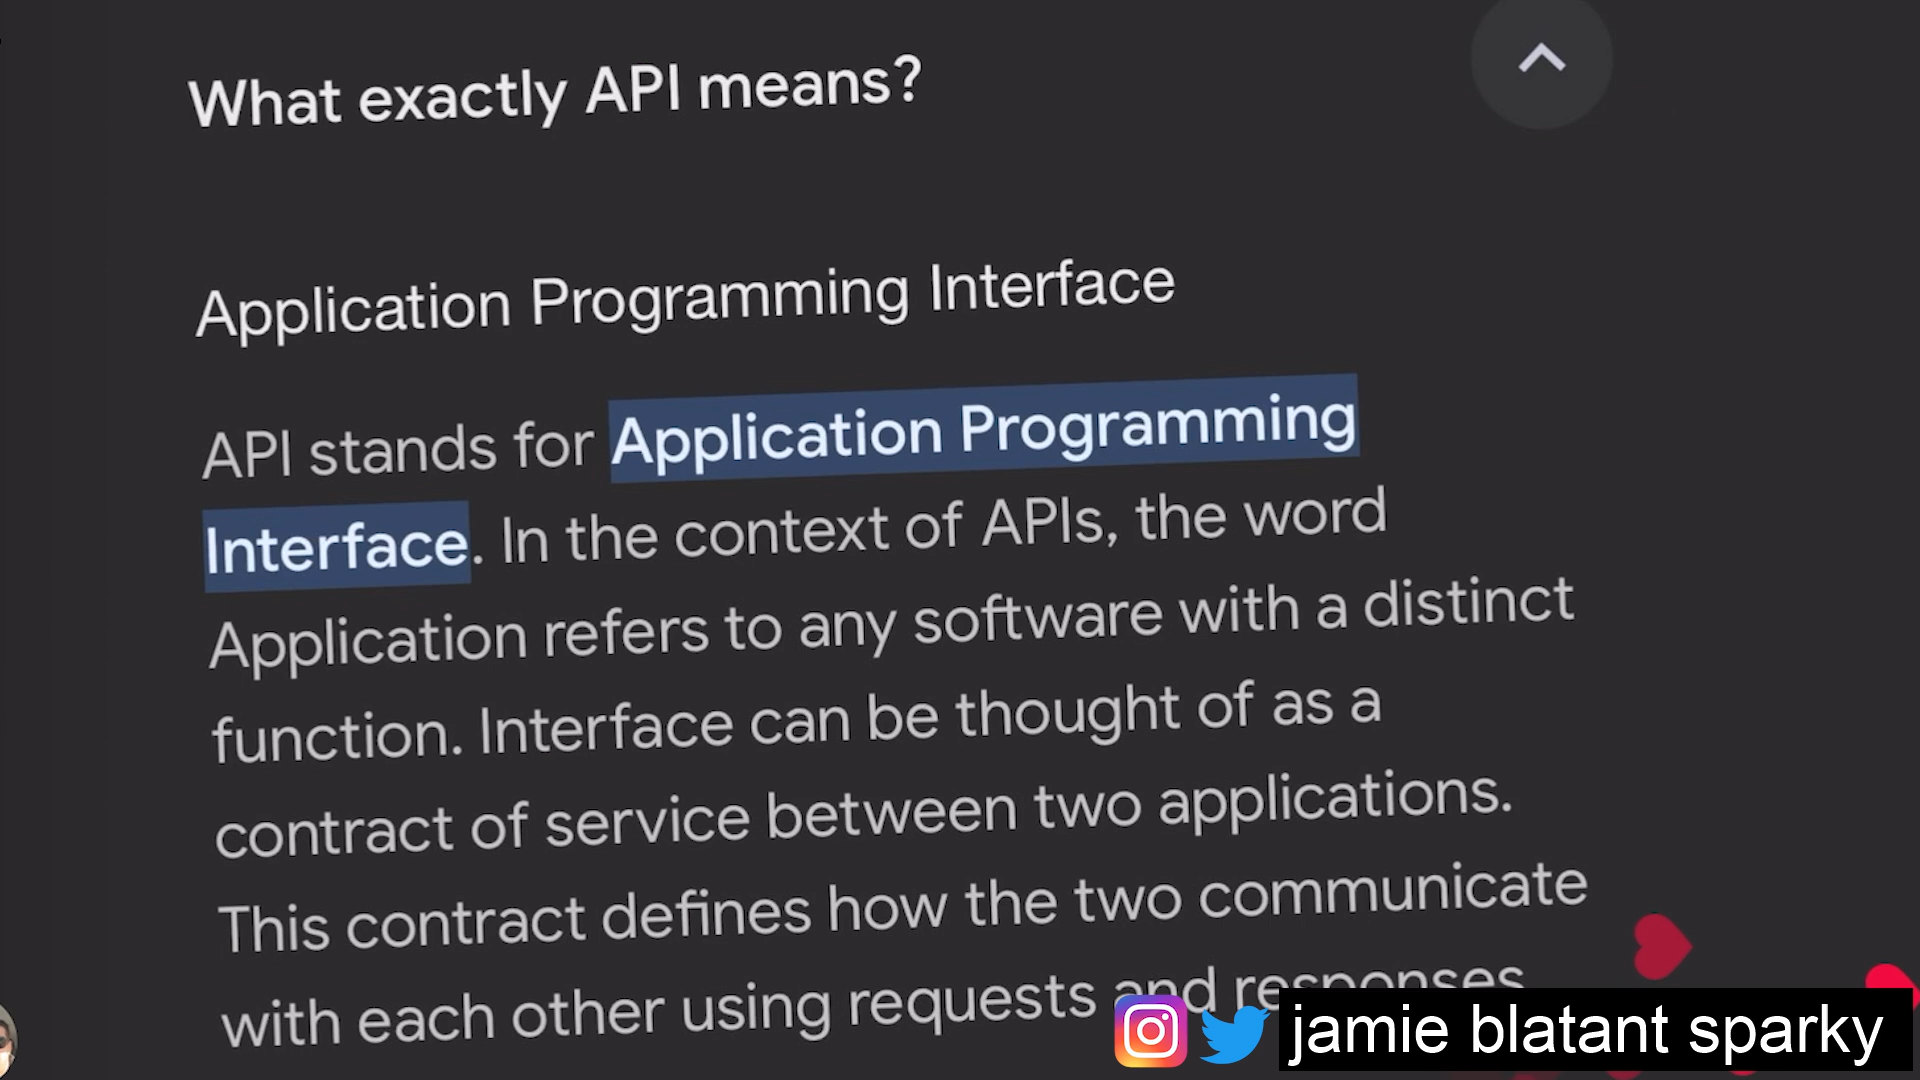 What exactly API means?
Application Programming Interface
API stands for Application Programming
Interface. In the context of APIs, the word
Application refers to any software with a distinct
function. Interface can be thought of as a
contract of service between two applications.
This contract defines how the two communicate
with each other using requests and responses
jamie blatant sparky